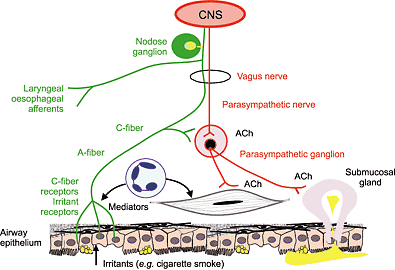 CNS
Nodose
ganglion
Vagus nerve
Laryngeal
oesophageal
afferents
Parasympathetic nerve
C-fiber
ACh
A-fiber
Parasympathetic ganglion
C-fiber
receptors
Irritant
receptors
Mediators
ACh
ACh
Submucosal
gland
Airway
epithelium
Irritants (e.g. cigarette smoke)